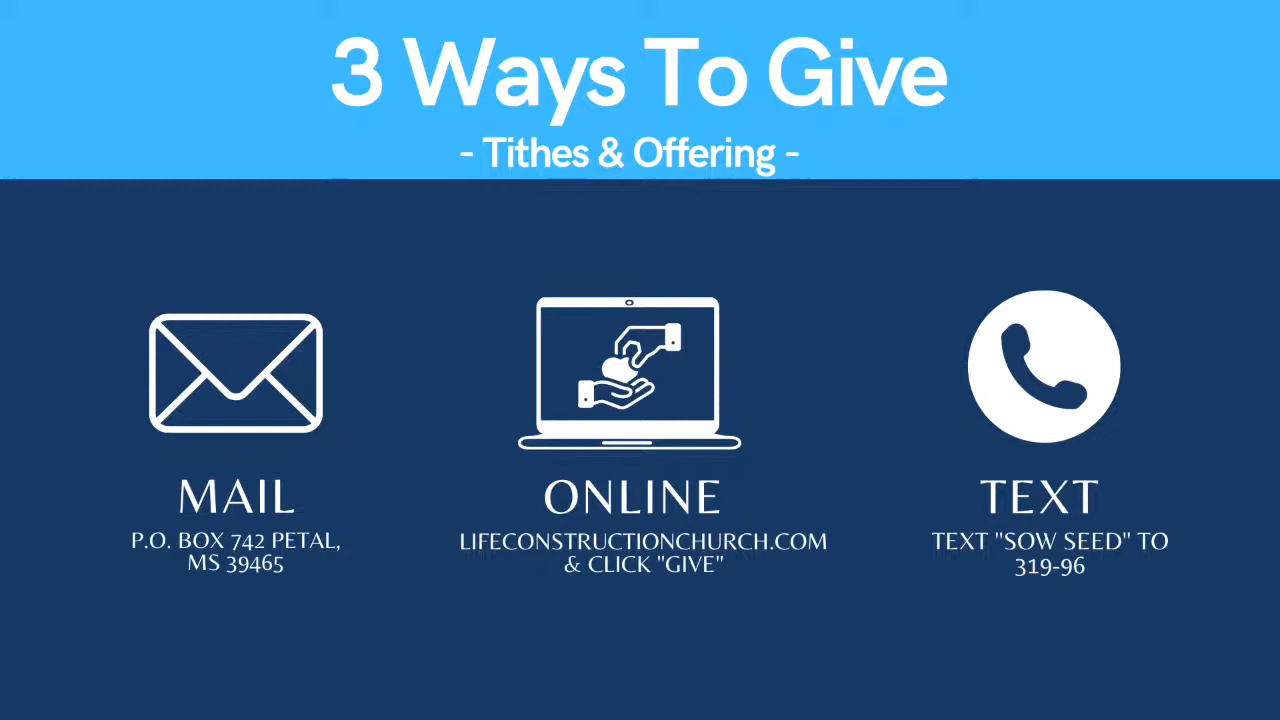 3 Ways To Give
- Tithes & Offering -
MAIL
P.O. BOX 742 PETAL,
MS 39465
ONLINE
LIFECONSTRUCTIONCHURCH.COM
& CLICK "GIVE"
TEXT
TEXT "SOW SEED" TO
319-96